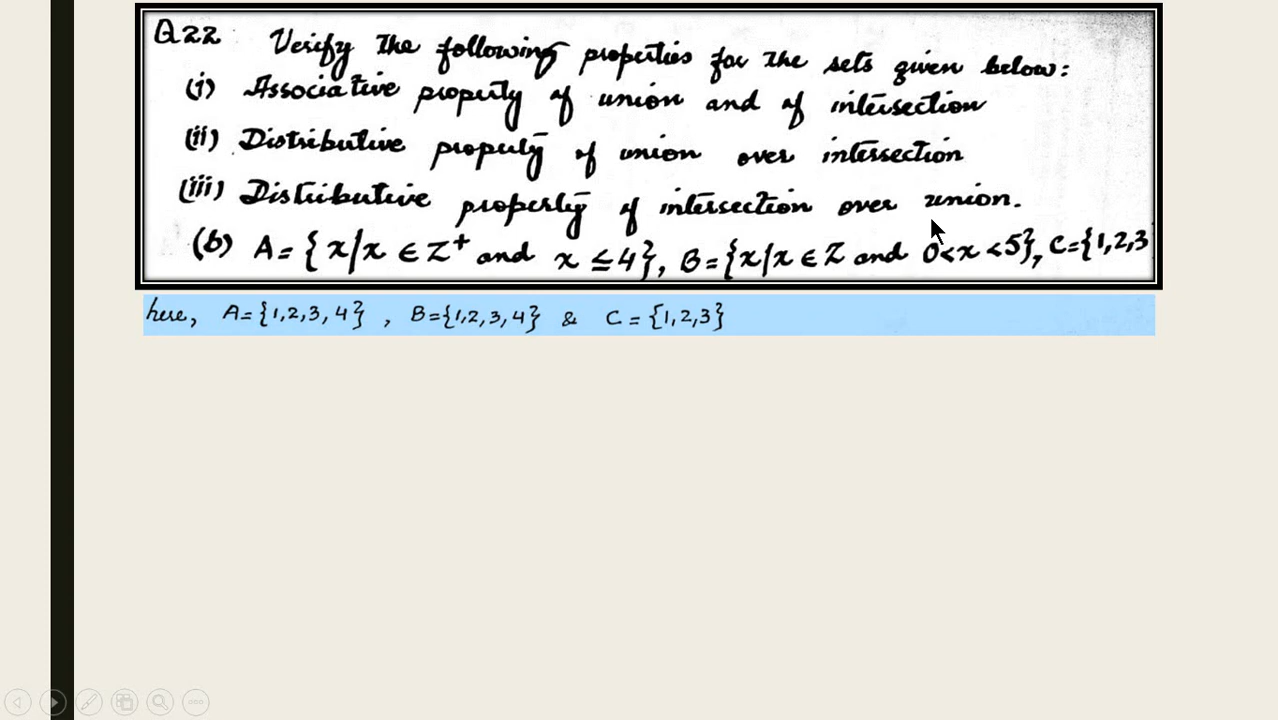 Q22 Verify the following properties for the sets given below:
(i) Associative property of union and of intersection
(ii) Distributive property of union over intersection
(iii) Distributive property of intersection over union.
(b) A={x/x ∈ Z⁺ and x ≤ 4}, B={x/x ∈ Z and 0<x<5}, C={1,2,3
here, A={1,2,3,4} , B={1,2,3,4} & C={1,2,3}